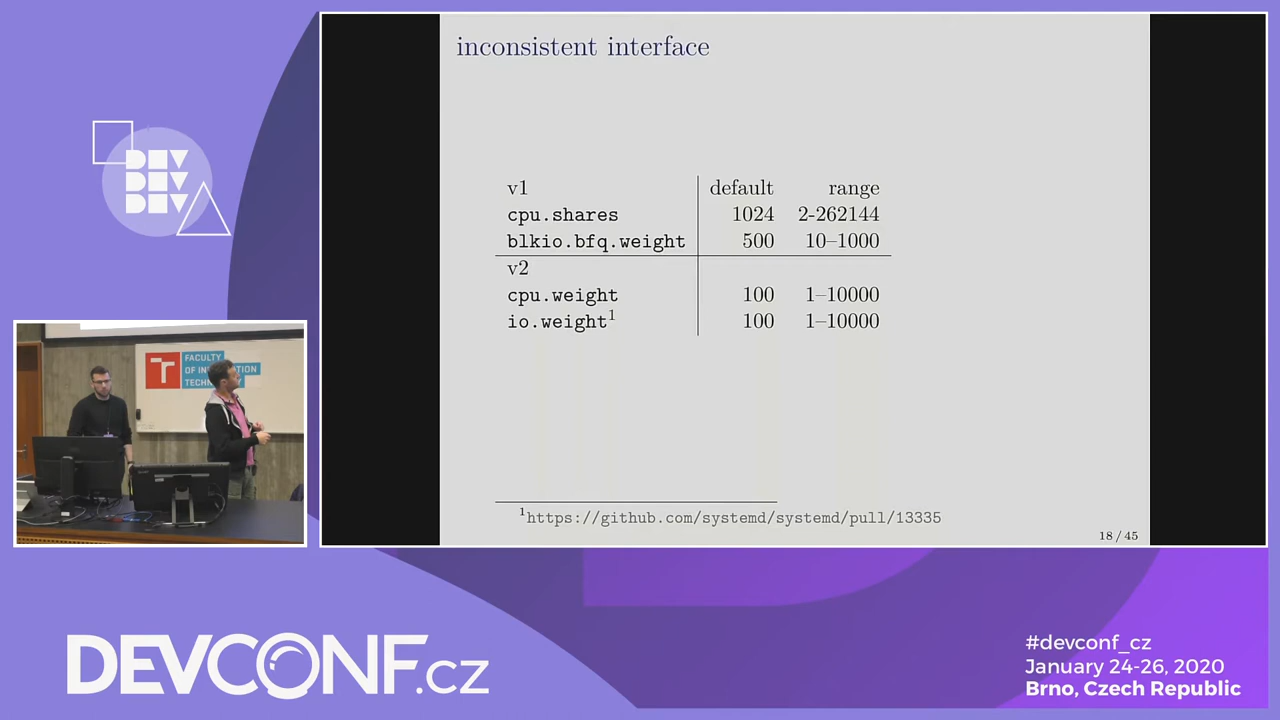 inconsistent interface
v1 default range
cpu.shares 1024 2-262144
blkio.bfq.weight 500 10–1000
v2
cpu.weight 100 1–10000
io.weight¹ 100 1–10000
¹https://github.com/systemd/systemd/pull/13335
18 / 45
DEV
DEV
DEV
FACULTY
OF IN
TION
TECH
DEVCONF.cz
#devconf_cz
January 24-26, 2020
Brno, Czech Republic